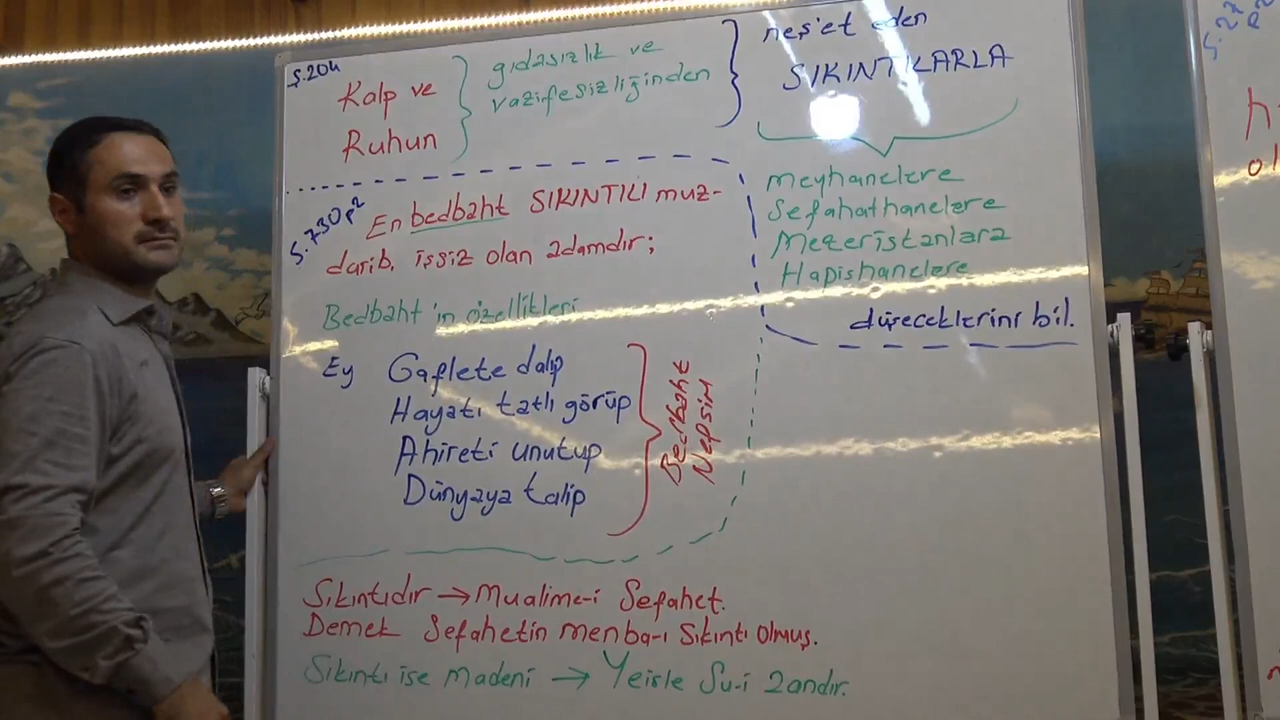 Ş.204
Kalp ve
Ruhun
gıdasızlık ve
vazifesizliğinden
neş'et eden
SIKINTILARLA
meyhanelere
Sefahathanelere
Mezeristanlara
Hapishanelere
düşeceklerini bil.
S.730p²
En bedbaht SIKINTILI muz-
darib, işsiz olan adamdır;
Bedbaht'ın özellikleri
Ey Gaflete dalıp
Hayatı tatlı görüp
Ahireti unutup
Dünyaya talip
Bedbaht
Nefsim
Sıkıntıdır → Mualime-i Sefahet.
Demek Sefahetin menba-ı Sıkıntı olmuş.
Sıkıntı ise madeni → Yeisle Su-i zandır.
S.27
p2